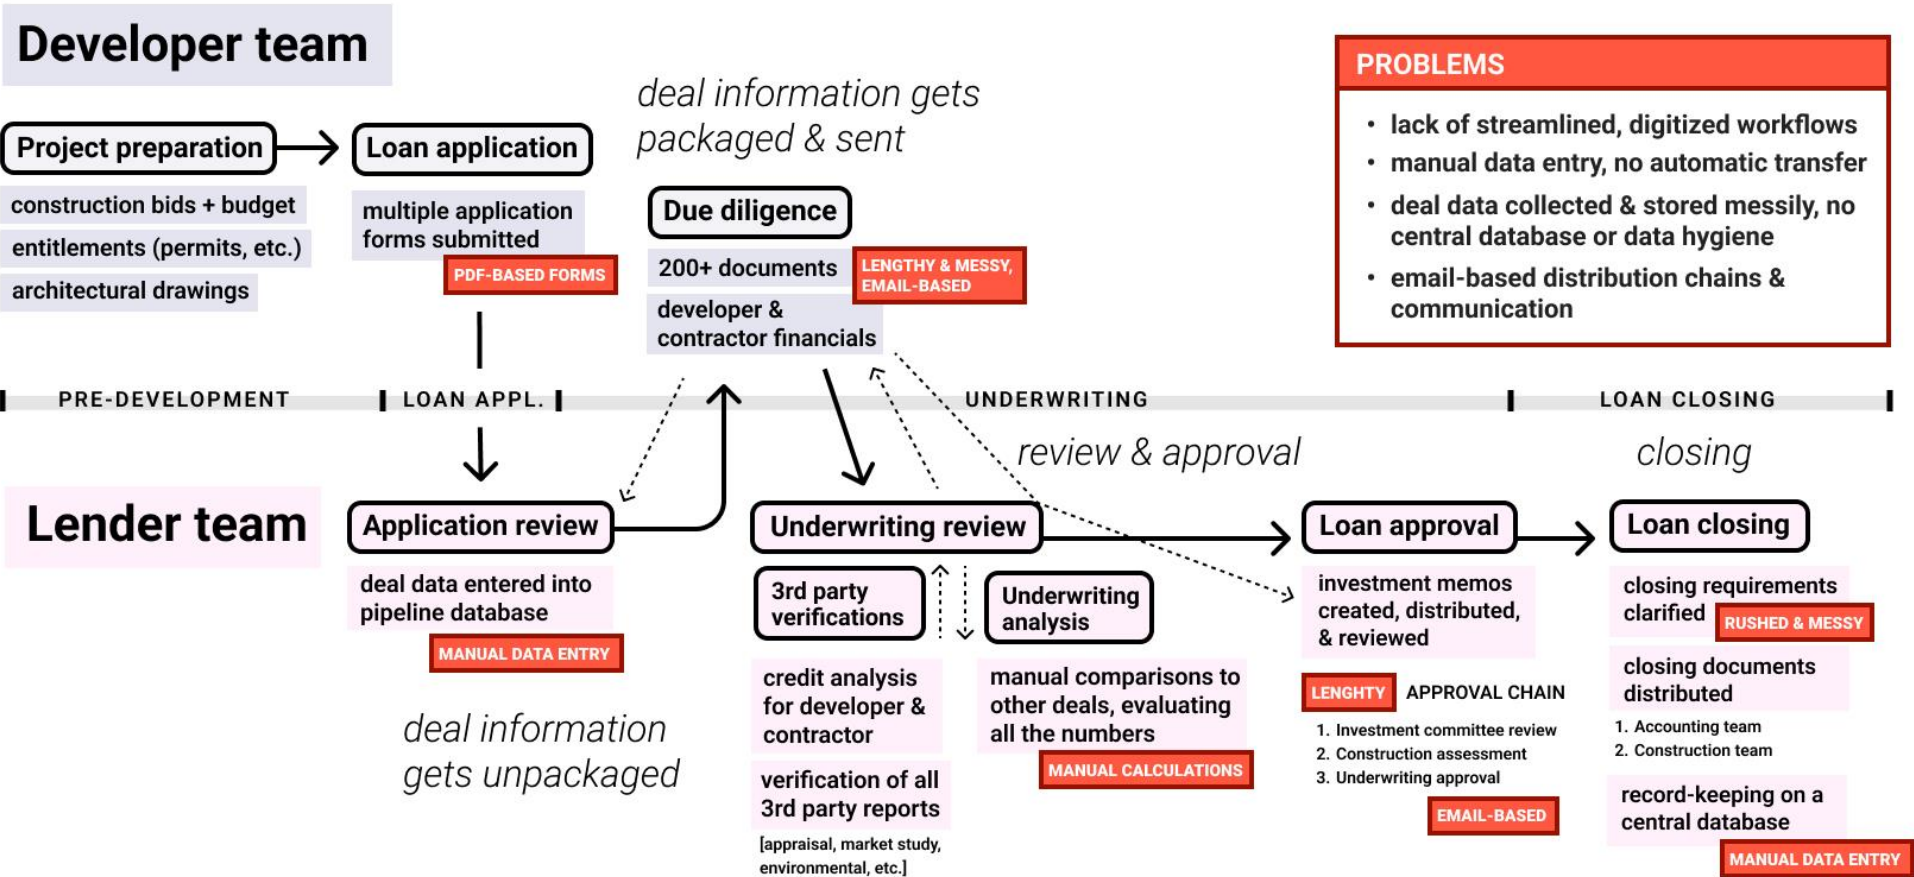 Developer team
Project preparation
construction bids + budget
entitlements (permits, etc.)
architectural drawings
Loan application
multiple application
forms submitted
PDF-BASED FORMS
deal information gets
packaged & sent
Due diligence
200+ documents
LENGTHY & MESSY,
EMAIL-BASED
developer &
contractor financials
PROBLEMS
• lack of streamlined, digitized workflows
• manual data entry, no automatic transfer
• deal data collected & stored messily, no
central database or data hygiene
• email-based distribution chains &
communication
PRE-DEVELOPMENT
LOAN APPL.
UNDERWRITING
LOAN CLOSING
Lender team
Application review
deal data entered into
pipeline database
MANUAL DATA ENTRY
deal information
gets unpackaged
review & approval
Underwriting review
3rd party
verifications
credit analysis
for developer &
contractor
verification of all
3rd party reports
[appraisal, market study,
environmental, etc.]
Underwriting
analysis
manual comparisons to
other deals, evaluating
all the numbers
MANUAL CALCULATIONS
Loan approval
investment memos
created, distributed,
& reviewed
LENGHTY APPROVAL CHAIN
1. Investment committee review
2. Construction assessment
3. Underwriting approval
EMAIL-BASED
closing
Loan closing
closing requirements
clarified
RUSHED & MESSY
closing documents
distributed
1. Accounting team
2. Construction team
record-keeping on a
central database
MANUAL DATA ENTRY